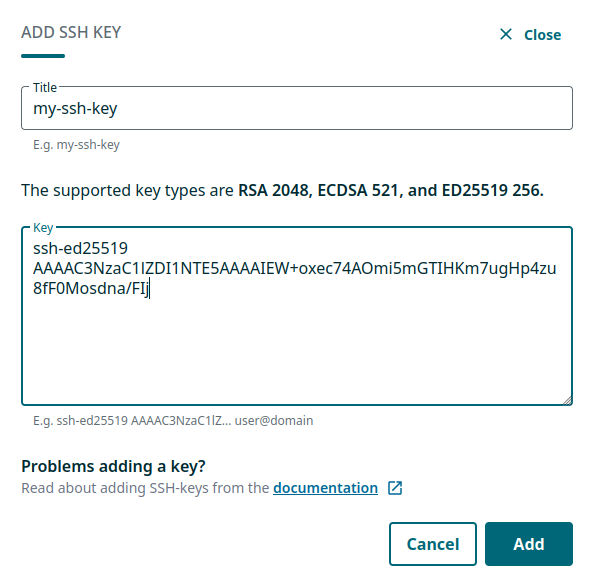 ADD SSH KEY
Close
Title
my-ssh-key
E.g. my-ssh-key
The supported key types are RSA 2048, ECDSA 521, and ED25519 256.
Key
ssh-ed25519
AAAAC3NzaC1lZDI1NTE5AAAAIEW+oxec74AOmi5mGTIHKm7ugHp4zu
8fF0Mosdna/FIj
E.g. ssh-ed25519 AAAAC3NzaC1lZ... user@domain
Problems adding a key?
Read about adding SSH-keys from the documentation
Cancel
Add